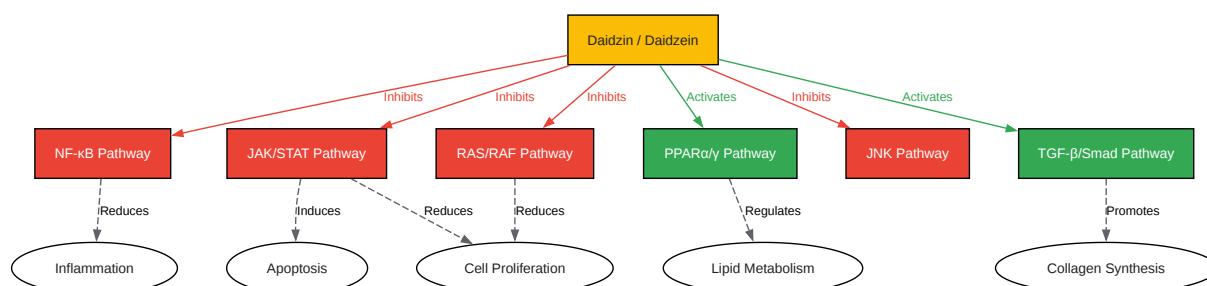 Daidzin / Daidzein
Inhibits
Inhibits
Inhibits
Activates
Inhibits
Activates
NF-κB Pathway
JAK/STAT Pathway
RAS/RAF Pathway
PPARα/γ Pathway
JNK Pathway
TGF-β/Smad Pathway
Reduces
Induces
Reduces
Reduces
Regulates
Promotes
Inflammation
Apoptosis
Cell Proliferation
Lipid Metabolism
Collagen Synthesis